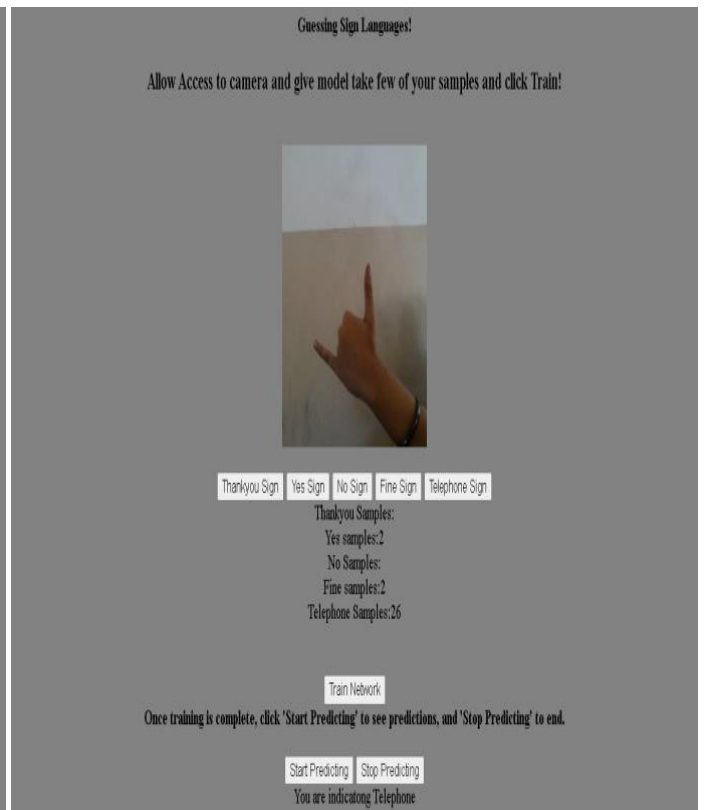 Guessing Sign Languages!
Allow Access to camera and give model take few of your samples and click Train!
Thankyou Sign Yes Sign No Sign Fine Sign Telephone Sign
Thankyou Samples:
Yes samples:2
No Samples:
Fine samples:2
Telephone Samples:26
Train Network
Once training is complete, click 'Start Predicting' to see predictions, and 'Stop Predicting' to end.
Start Predicting Stop Predicting
You are indicatong Telephone